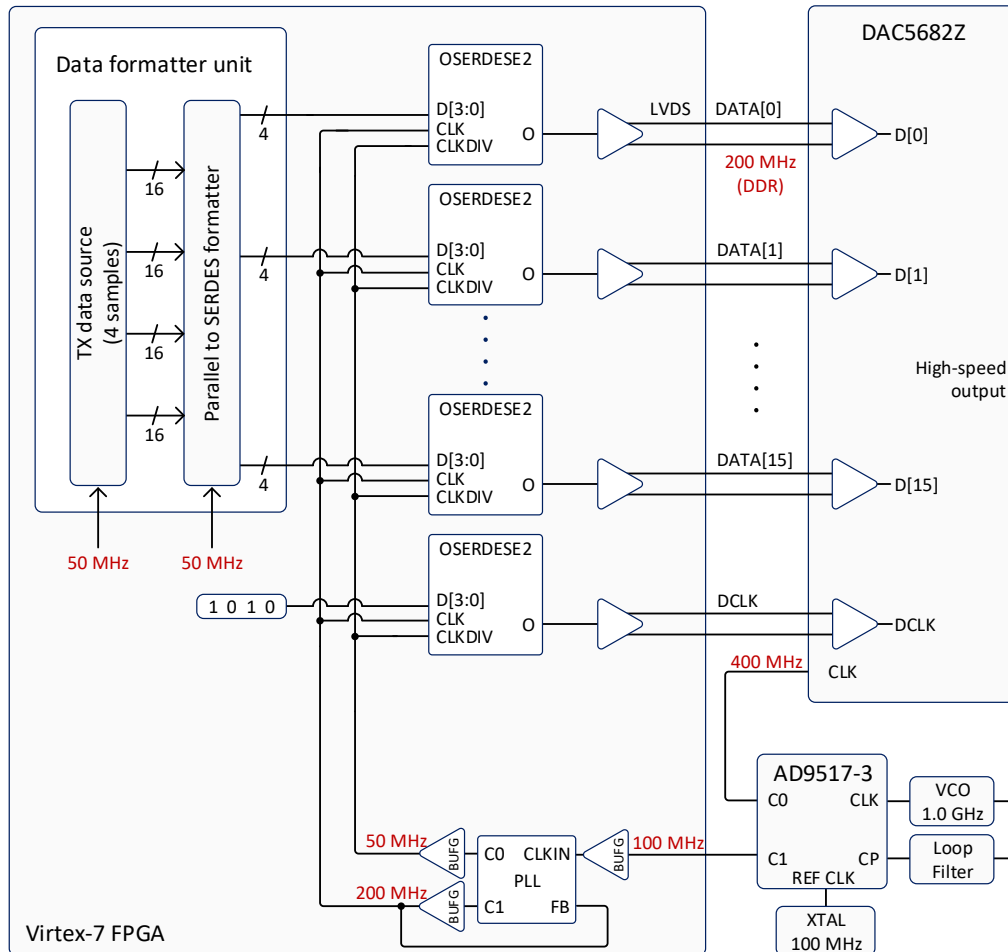 DAC5682Z
Data formatter unit
TX data source
(4 samples)
Parallel to SERDES formatter
16
16
16
16
4
4
4
50 MHz
50 MHz
OSERDESE2
D[3:0]
CLK
CLKDIV
O
LVDS
DATA[0]
200 MHz
(DDR)
D[0]
OSERDESE2
D[3:0]
CLK
CLKDIV
O
DATA[1]
D[1]
High-speed
output
OSERDESE2
D[3:0]
CLK
CLKDIV
O
DATA[15]
D[15]
OSERDESE2
1 0 1 0
D[3:0]
CLK
CLKDIV
O
DCLK
DCLK
400 MHz
CLK
AD9517-3
C0
CLK
C1
CP
REF CLK
VCO
1.0 GHz
Loop
Filter
XTAL
100 MHz
50 MHz
BUFG
C0
CLKIN
BUFG
100 MHz
PLL
200 MHz
BUFG
C1
FB
Virtex-7 FPGA